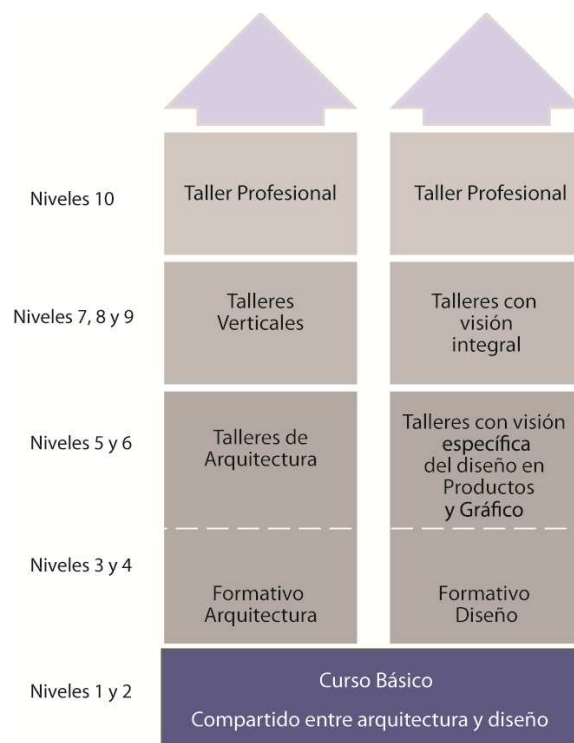 Niveles 10
Taller Profesional
Taller Profesional
Niveles 7, 8 y 9
Talleres
Verticales
Talleres con
visión
integral
Niveles 5 y 6
Talleres de
Arquitectura
Talleres con visión
específica
del diseño en
Productos
y Gráfico
Niveles 3 y 4
Formativo
Arquitectura
Formativo
Diseño
Niveles 1 y 2
Curso Básico
Compartido entre arquitectura y diseño